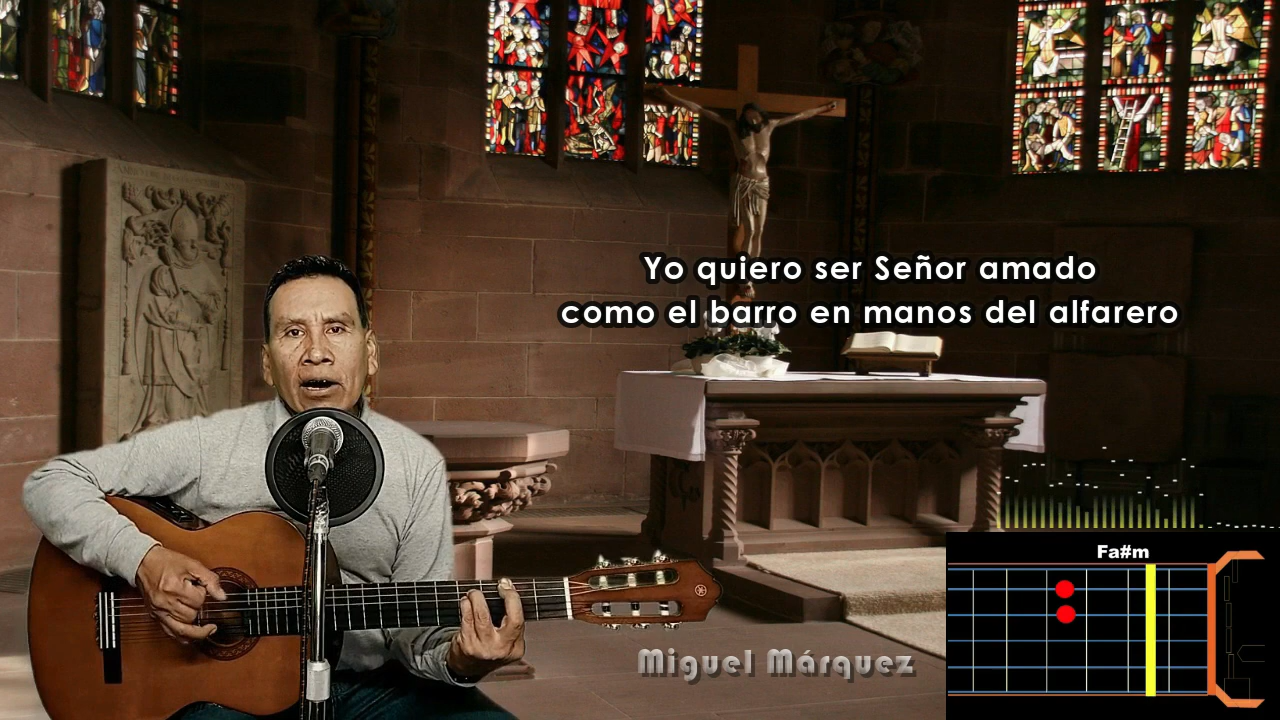 Yo quiero ser Señor amado
como el barro en manos del alfarero
Fa#m
Miguel Márquez